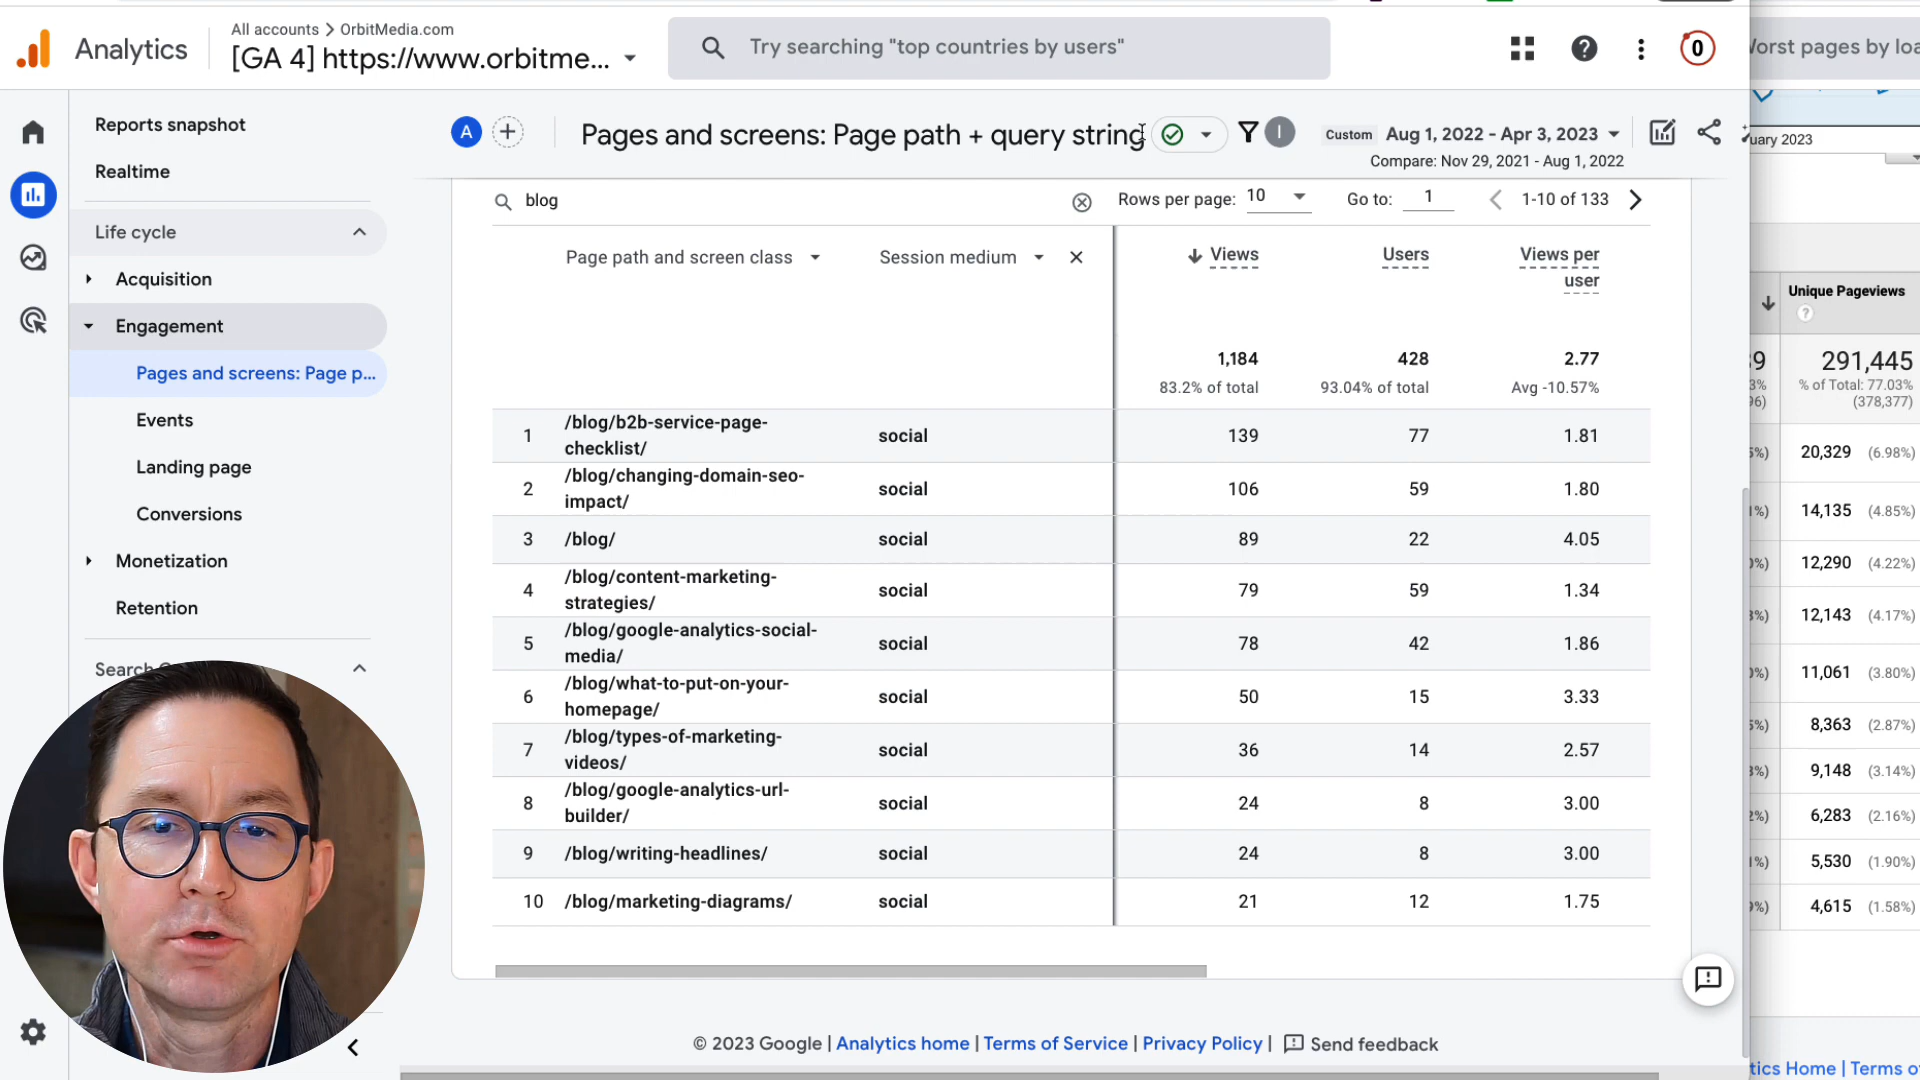 All accounts > OrbitMedia.com
Analytics
[GA 4] https://www.orbitme...
Try searching "top countries by users"
Worst pages by loa
Reports snapshot
Realtime
Life cycle
Acquisition
Engagement
Pages and screens: Page p...
Events
Landing page
Conversions
Monetization
Retention
Search
A
Pages and screens: Page path + query string
I
Custom Aug 1, 2022 - Apr 3, 2023
Compare: Nov 29, 2021 - Aug 1, 2022
blog
Rows per page: 10 Go to: 1 1-10 of 133
Page path and screen class Session medium Views Users Views per
user
1,184 428 2.77
83.2% of total 93.04% of total Avg -10.57%
1 /blog/b2b-service-page-
checklist/ social 139 77 1.81
2 /blog/changing-domain-seo-
impact/ social 106 59 1.80
3 /blog/ social 89 22 4.05
4 /blog/content-marketing-
strategies/ social 79 59 1.34
5 /blog/google-analytics-social-
media/ social 78 42 1.86
6 /blog/what-to-put-on-your-
homepage/ social 50 15 3.33
7 /blog/types-of-marketing-
videos/ social 36 14 2.57
8 /blog/google-analytics-url-
builder/ social 24 8 3.00
9 /blog/writing-headlines/ social 24 8 3.00
10 /blog/marketing-diagrams/ social 21 12 1.75
© 2023 Google | Analytics home | Terms of Service | Privacy Policy | Send feedback
uary 2023
Unique Pageviews
291,445
% of Total: 77.03%
(378,377)
20,329 (6.98%)
14,135 (4.85%)
12,290 (4.22%)
12,143 (4.17%)
11,061 (3.80%)
8,363 (2.87%)
9,148 (3.14%)
6,283 (2.16%)
5,530 (1.90%)
4,615 (1.58%)
tics Home | Terms o